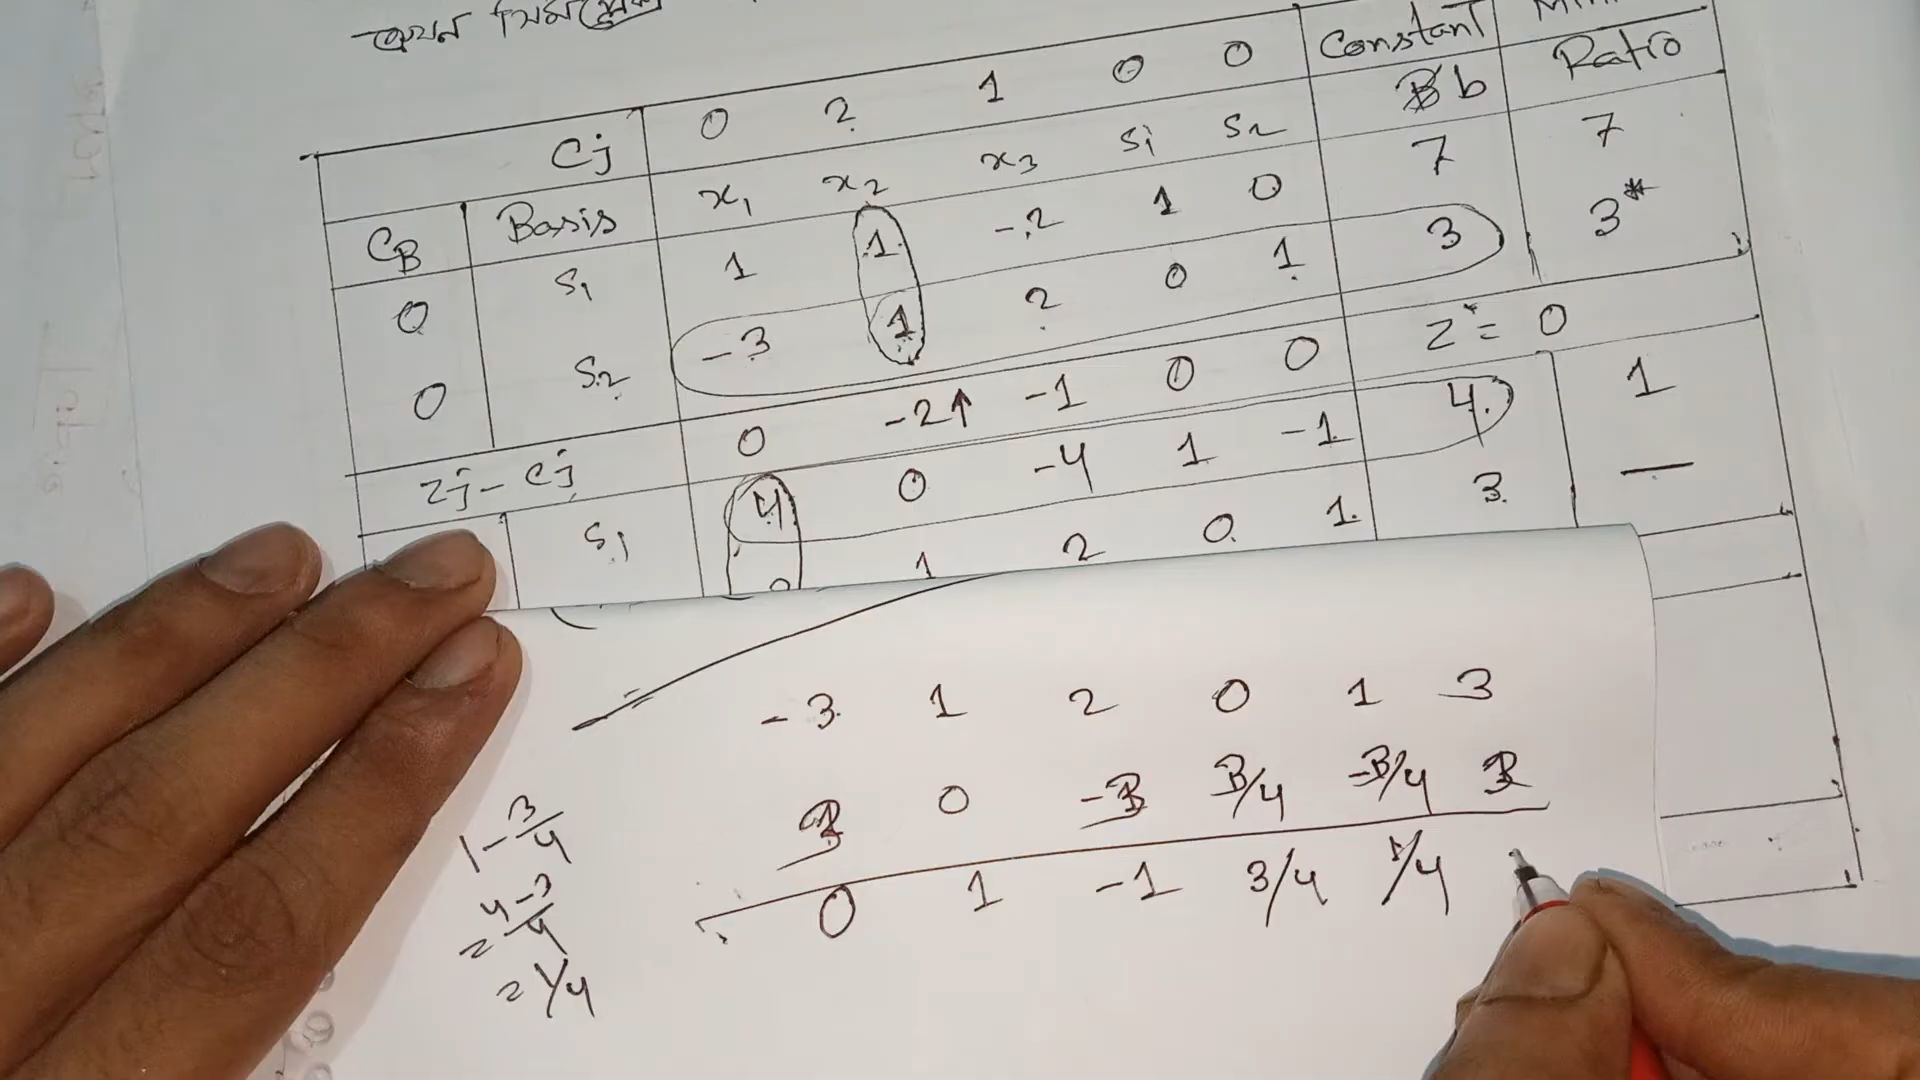 এখন
Cj 0 2 1 0 0 Constant
CB Basis x1 x2 x3 S1 S2 b Ratio
0 S1 1 1 -2 1 0 7 7
0 S2 -3 1 2 0 1 3 3*
Zj - Cj 0 -2↑ -1 0 0 Z* = 0
S1 4 0 -4 1 -1 4 1
1 2 0 1 3 —
-3 1 2 0 1 3
3 0 -3 3/4 -3/4 3
0 1 -1 3/4 1/4
1 - 3/4
= 4-3/4
= 1/4